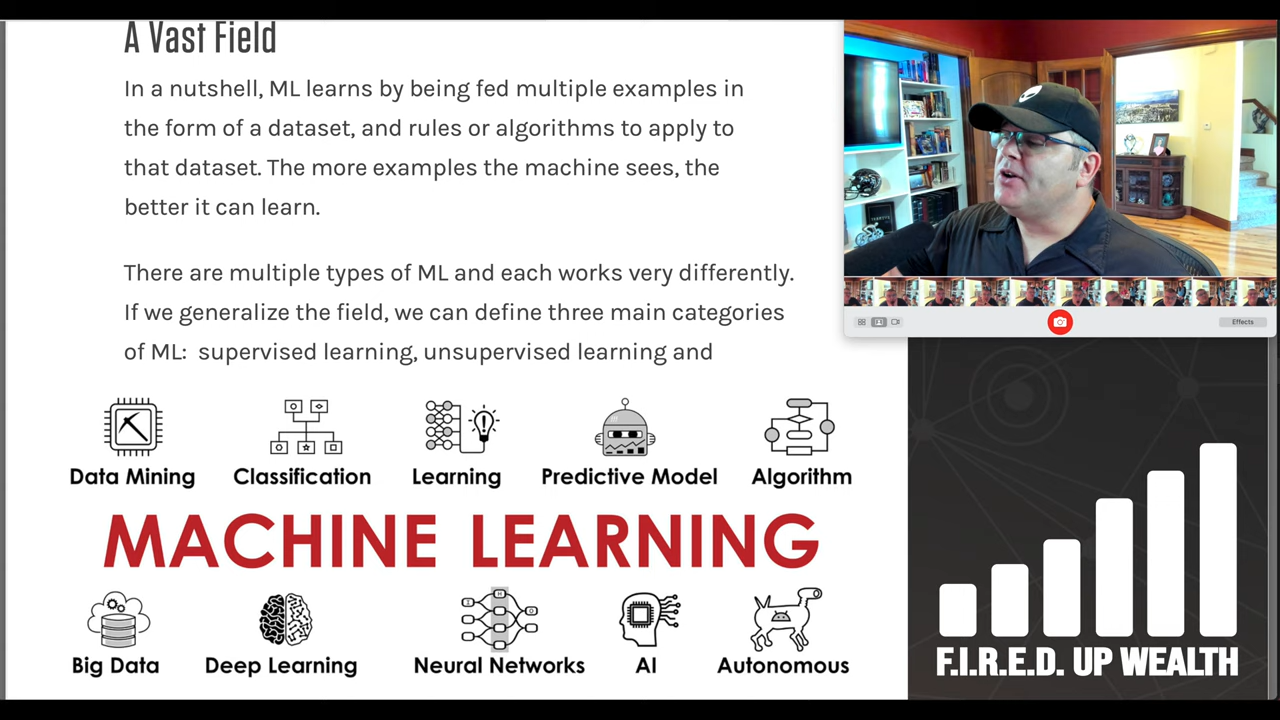 A Vast Field
In a nutshell, ML learns by being fed multiple examples in
the form of a dataset, and rules or algorithms to apply to
that dataset. The more examples the machine sees, the
better it can learn.
There are multiple types of ML and each works very differently.
If we generalize the field, we can define three main categories
of ML: supervised learning, unsupervised learning and
Data Mining
Classification
Learning
Predictive Model
Algorithm
MACHINE LEARNING
Big Data
Deep Learning
Neural Networks
AI
Autonomous
Effects
F.I.R.E.D. UP WEALTH